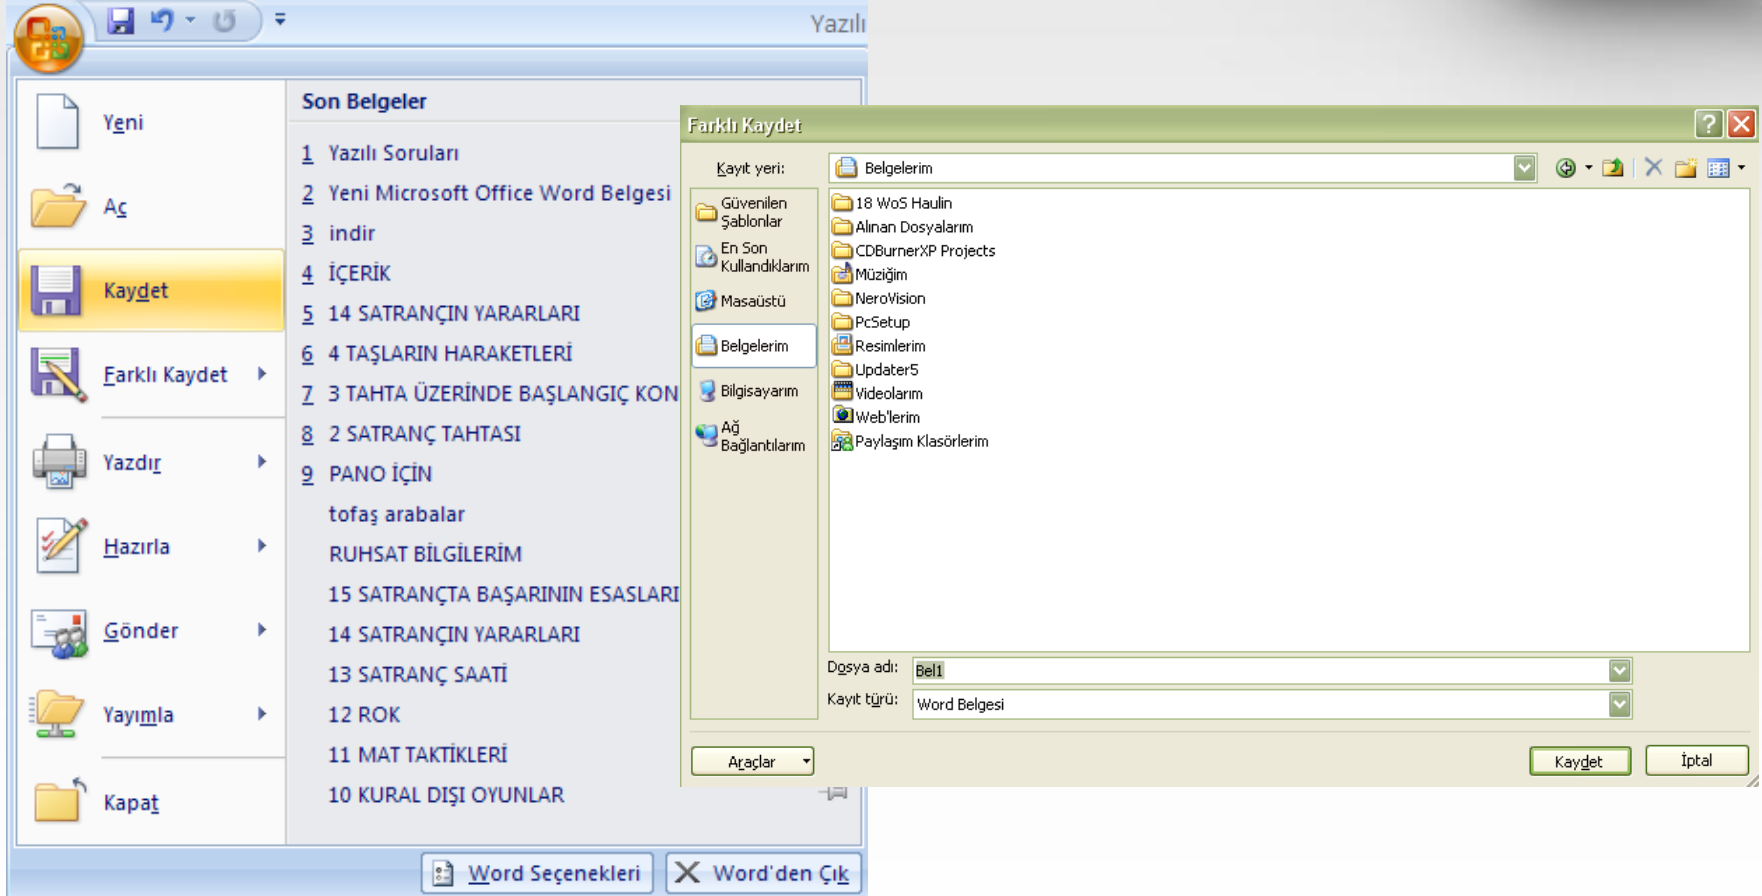 Yazılı
Yeni
Aç
Kaydet
Farklı Kaydet
Yazdır
Hazırla
Gönder
Yayımla
Kapat
Son Belgeler
1 Yazılı Soruları
2 Yeni Microsoft Office Word Belgesi
3 indir
4 İÇERİK
5 14 SATRANÇIN YARARLARI
6 4 TAŞLARIN HARAKETLERİ
7 3 TAHTA ÜZERİNDE BAŞLANGIÇ KON
8 2 SATRANÇ TAHTASI
9 PANO İÇİN
tofaş arabalar
RUHSAT BİLGİLERİM
15 SATRANÇTA BAŞARININ ESASLARI
14 SATRANÇIN YARARLARI
13 SATRANÇ SAATİ
12 ROK
11 MAT TAKTİKLERİ
10 KURAL DIŞI OYUNLAR
Word Seçenekleri
Word'den Çık
Farklı Kaydet
Kayıt yeri:
Belgelerim
Güvenilen
Şablonlar
En Son
Kullandıklarım
Masaüstü
Belgelerim
Bilgisayarım
Ağ
Bağlantılarım
18 WoS Haulin
Alınan Dosyalarım
CDBurnerXP Projects
Müziğim
NeroVision
PcSetup
Resimlerim
Updater5
Videolarım
Web'lerim
Paylaşım Klasörlerim
Dosya adı:
Bel1
Kayıt türü:
Word Belgesi
Araçlar
Kaydet
İptal